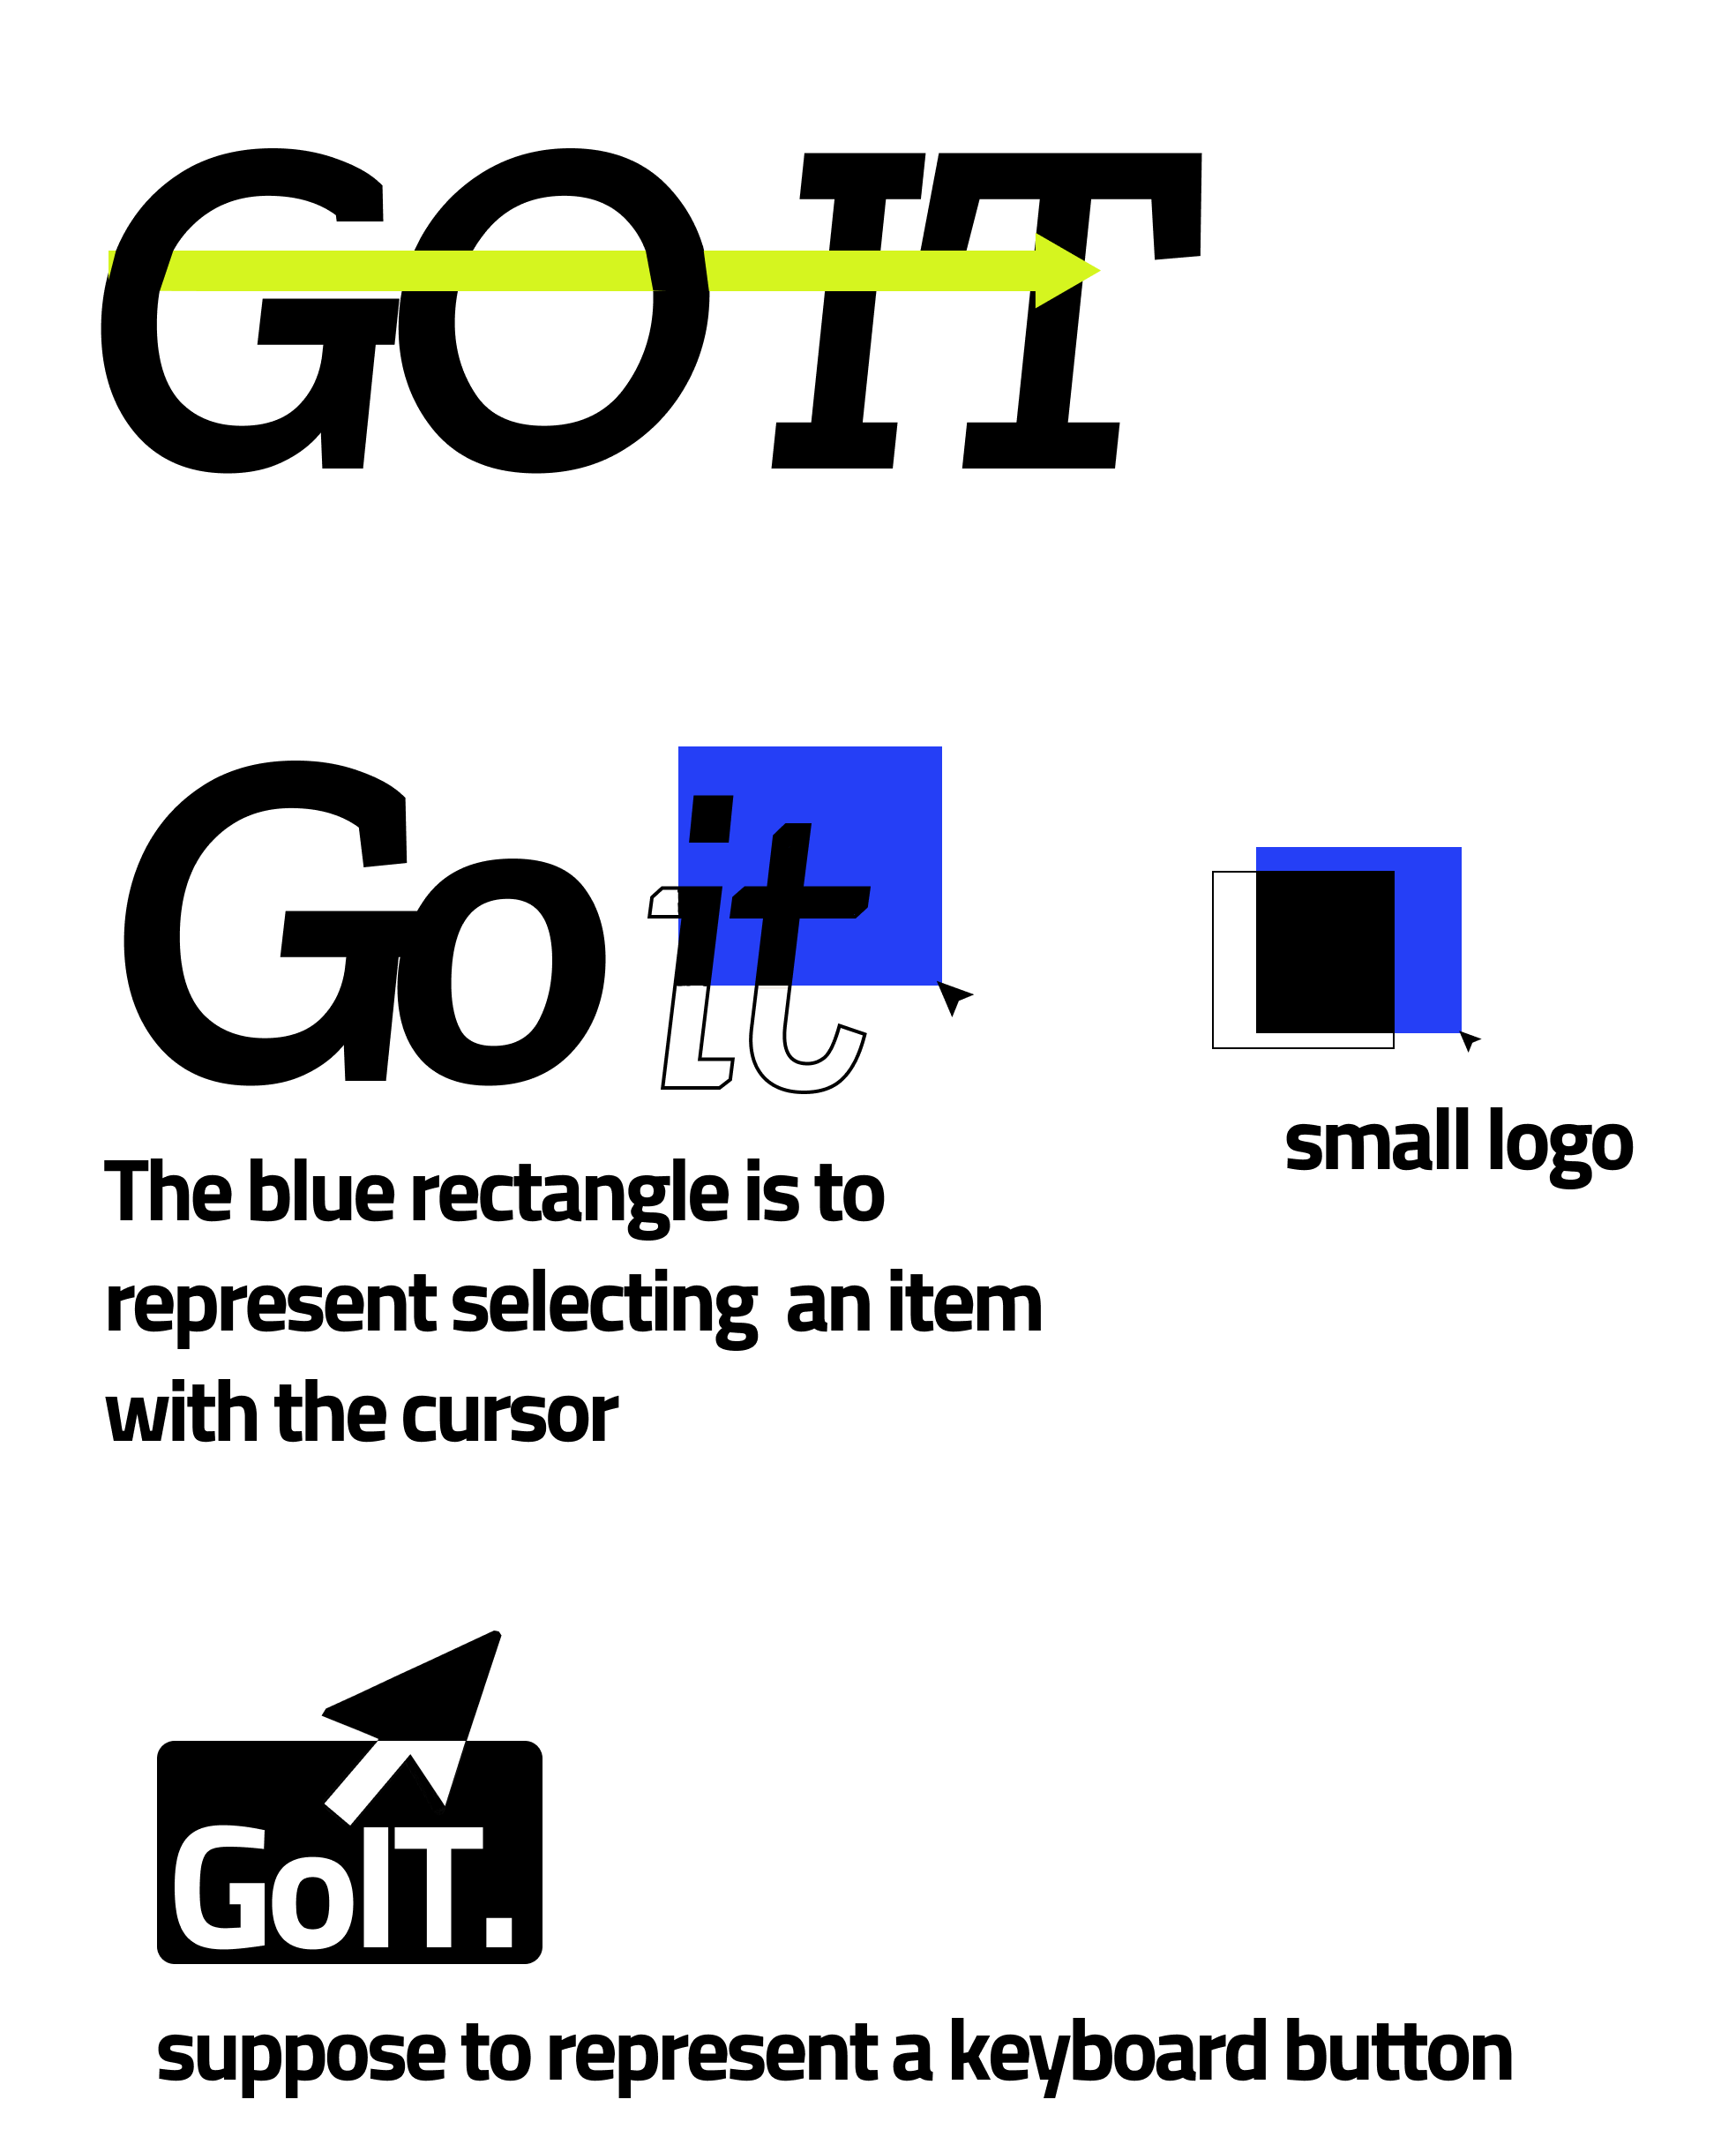 GO IT
Go it
small logo
The blue rectangle is to
represent selecting  an item
with the cursor
GoIT.
suppose to represent a keyboard button